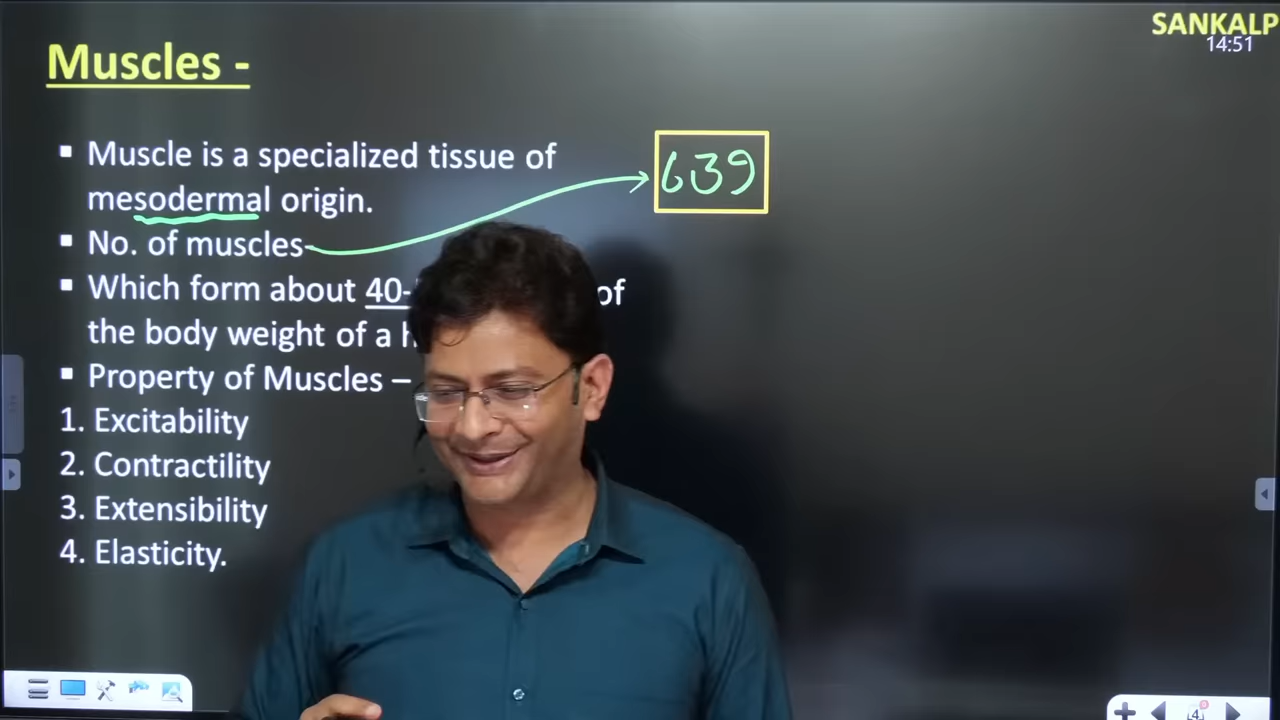 SANKALP
14:51
Muscles -
▪ Muscle is a specialized tissue of
mesodermal origin.
639
▪ No. of muscles-
▪ Which form about 40- of
the body weight of a
▪ Property of Muscles –
1. Excitability
2. Contractility
3. Extensibility
4. Elasticity.
4